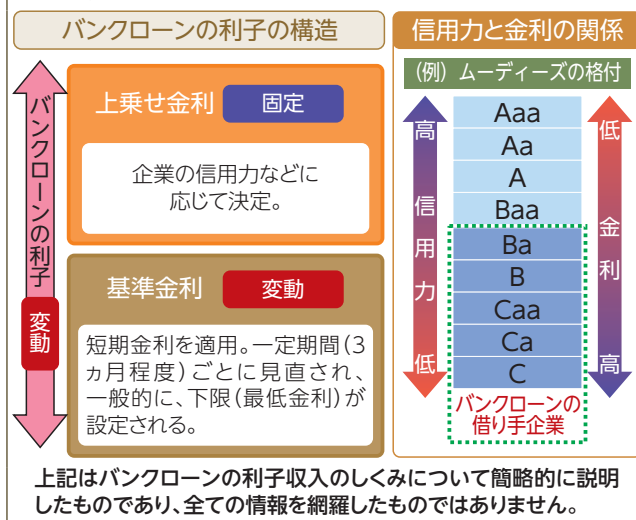 バンクローンの利子の構造
バンクローンの利子
変動
上乗せ金利 固定
企業の信用力などに
応じて決定。
基準金利 変動
短期金利を適用。一定期間(3
ヵ月程度)ごとに見直され、
一般的に、下限(最低金利)が
設定される。
信用力と金利の関係
(例) ムーディーズの格付
高 信用力 低
Aaa
Aa
A
Baa
Ba
B
Caa
Ca
C
低 金利 高
バンクローンの
借り手企業
上記はバンクローンの利子収入のしくみについて簡略的に説明
したものであり、全ての情報を網羅したものではありません。